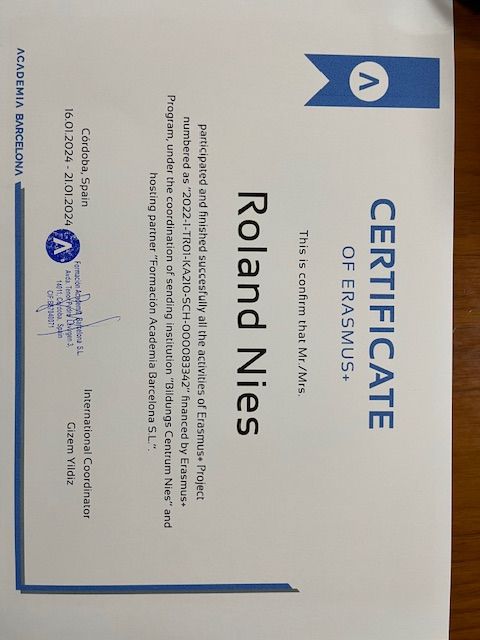 CERTIFICATE
OF ERASMUS+
This is confirm that Mr./Mrs.
Roland Nies
participated and finished succesfully all the activities of Erasmus+ Project
numbered as "2022-1-TR01-KA210-SCH-000083342" financed by Erasmus+
Program, under the coordination of sending institution "Bildungs Centrum Nies" and
hosting partner "Formación Academia Barcelona S.L.".
Córdoba, Spain
16.01.2024 - 21.01.2024
Formación Academia Barcelona S.L.
14011, Córdoba, Spain
International Coordinator
Gizem Yildiz
ACADEMIA BARCELONA